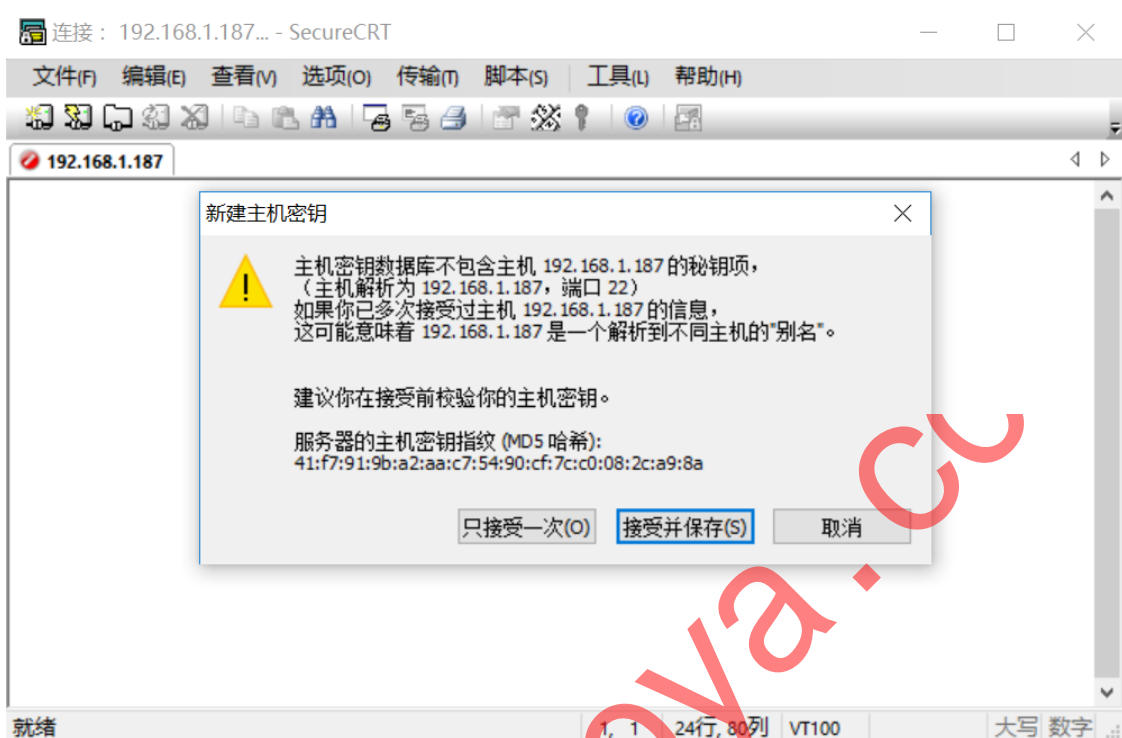 连接： 192.168.1.187... - SecureCRT
文件(F) 编辑(E) 查看(V) 选项(O) 传输(T) 脚本(S) 工具(L) 帮助(H)
192.168.1.187
新建主机密钥
主机密钥数据库不包含主机 192.168.1.187 的秘钥项，
（主机解析为 192.168.1.187，端口 22）
如果你已多次接受过主机 192.168.1.187 的信息，
这可能意味着 192.168.1.187 是一个解析到不同主机的"别名"。
建议你在接受前校验你的主机密钥。
服务器的主机密钥指纹 (MD5 哈希):
41:f7:91:9b:a2:aa:c7:54:90:cf:7c:c0:08:2c:a9:8a
只接受一次(O) 接受并保存(S) 取消
就绪 1, 1 24行, 80列 VT100 大写 数字